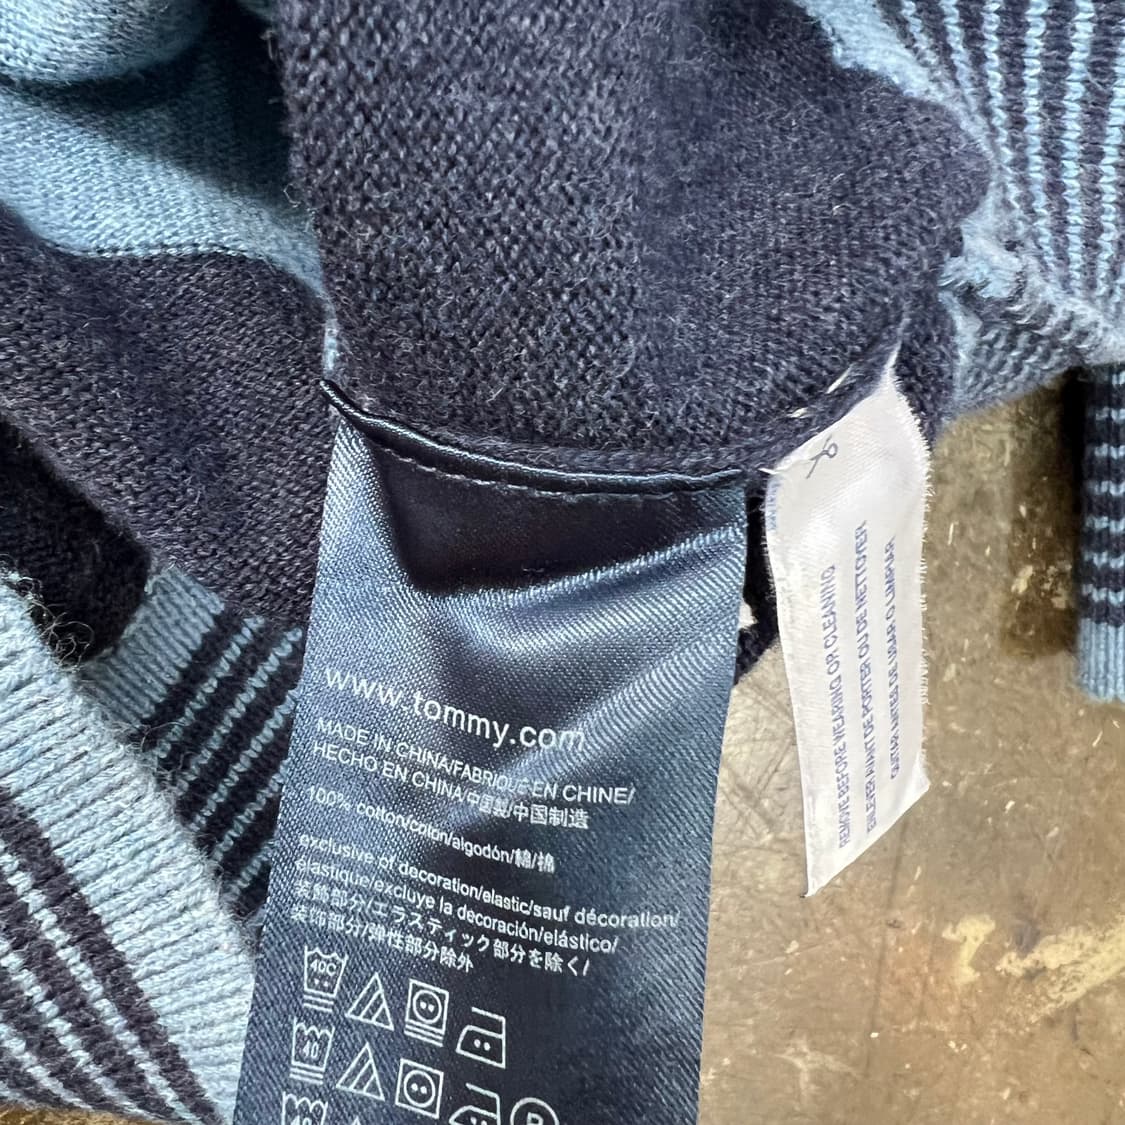 www.tommy.com
MADE IN CHINA/FABRIQUE EN CHINE/
HECHO EN CHINA/中国製/中国制造
100% cotton/coton/algodón/綿/棉
exclusive of decoration/elastic/sauf décoration/
élastique/excluye la decoración/elástico/
装飾部分/エラスティック部分を除く/
装饰部分/弹性部分除外
40C
40
40
P
REMOVE BEFORE WEARING OR CLEANING
ENLEVER AVANT DE PORTER OU DE NETTOYER
QUITAR ANTES DE USAR O LIMPIAR